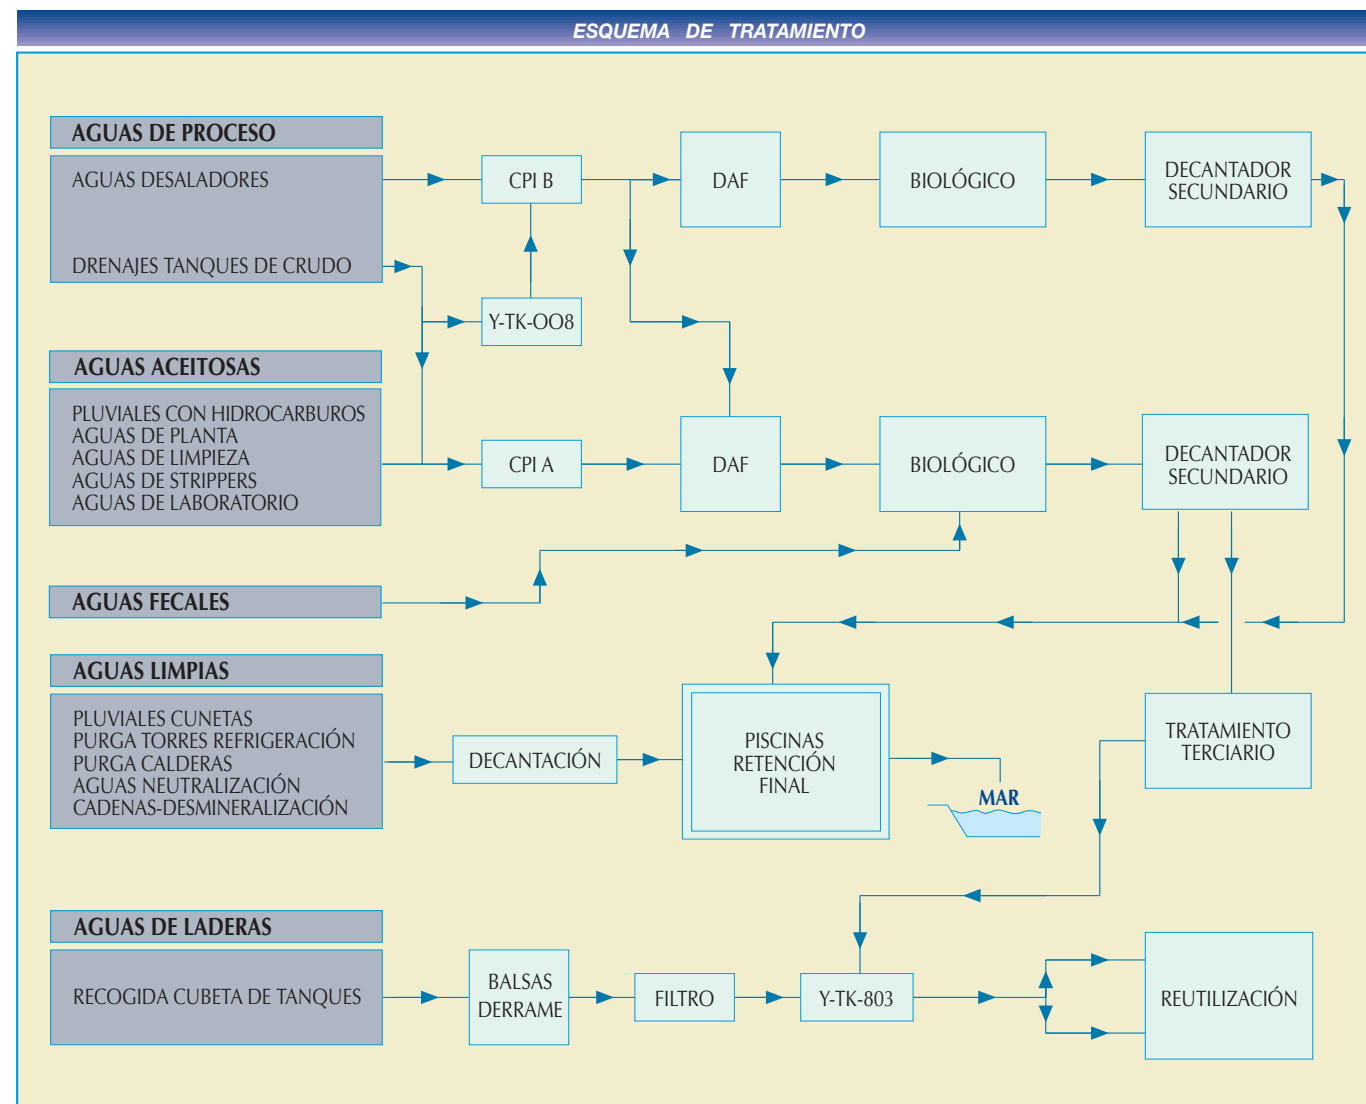 ESQUEMA DE TRATAMIENTO
AGUAS DE PROCESO
AGUAS DESALADORES
DRENAJES TANQUES DE CRUDO
CPI B
Y-TK-OO8
DAF
BIOLÓGICO
DECANTADOR
SECUNDARIO
AGUAS ACEITOSAS
PLUVIALES CON HIDROCARBUROS
AGUAS DE PLANTA
AGUAS DE LIMPIEZA
AGUAS DE STRIPPERS
AGUAS DE LABORATORIO
CPI A
DAF
BIOLÓGICO
DECANTADOR
SECUNDARIO
AGUAS FECALES
AGUAS LIMPIAS
PLUVIALES CUNETAS
PURGA TORRES REFRIGERACIÓN
PURGA CALDERAS
AGUAS NEUTRALIZACIÓN
CADENAS-DESMINERALIZACIÓN
DECANTACIÓN
PISCINAS
RETENCIÓN
FINAL
MAR
TRATAMIENTO
TERCIARIO
AGUAS DE LADERAS
RECOGIDA CUBETA DE TANQUES
BALSAS
DERRAME
FILTRO
Y-TK-803
REUTILIZACIÓN